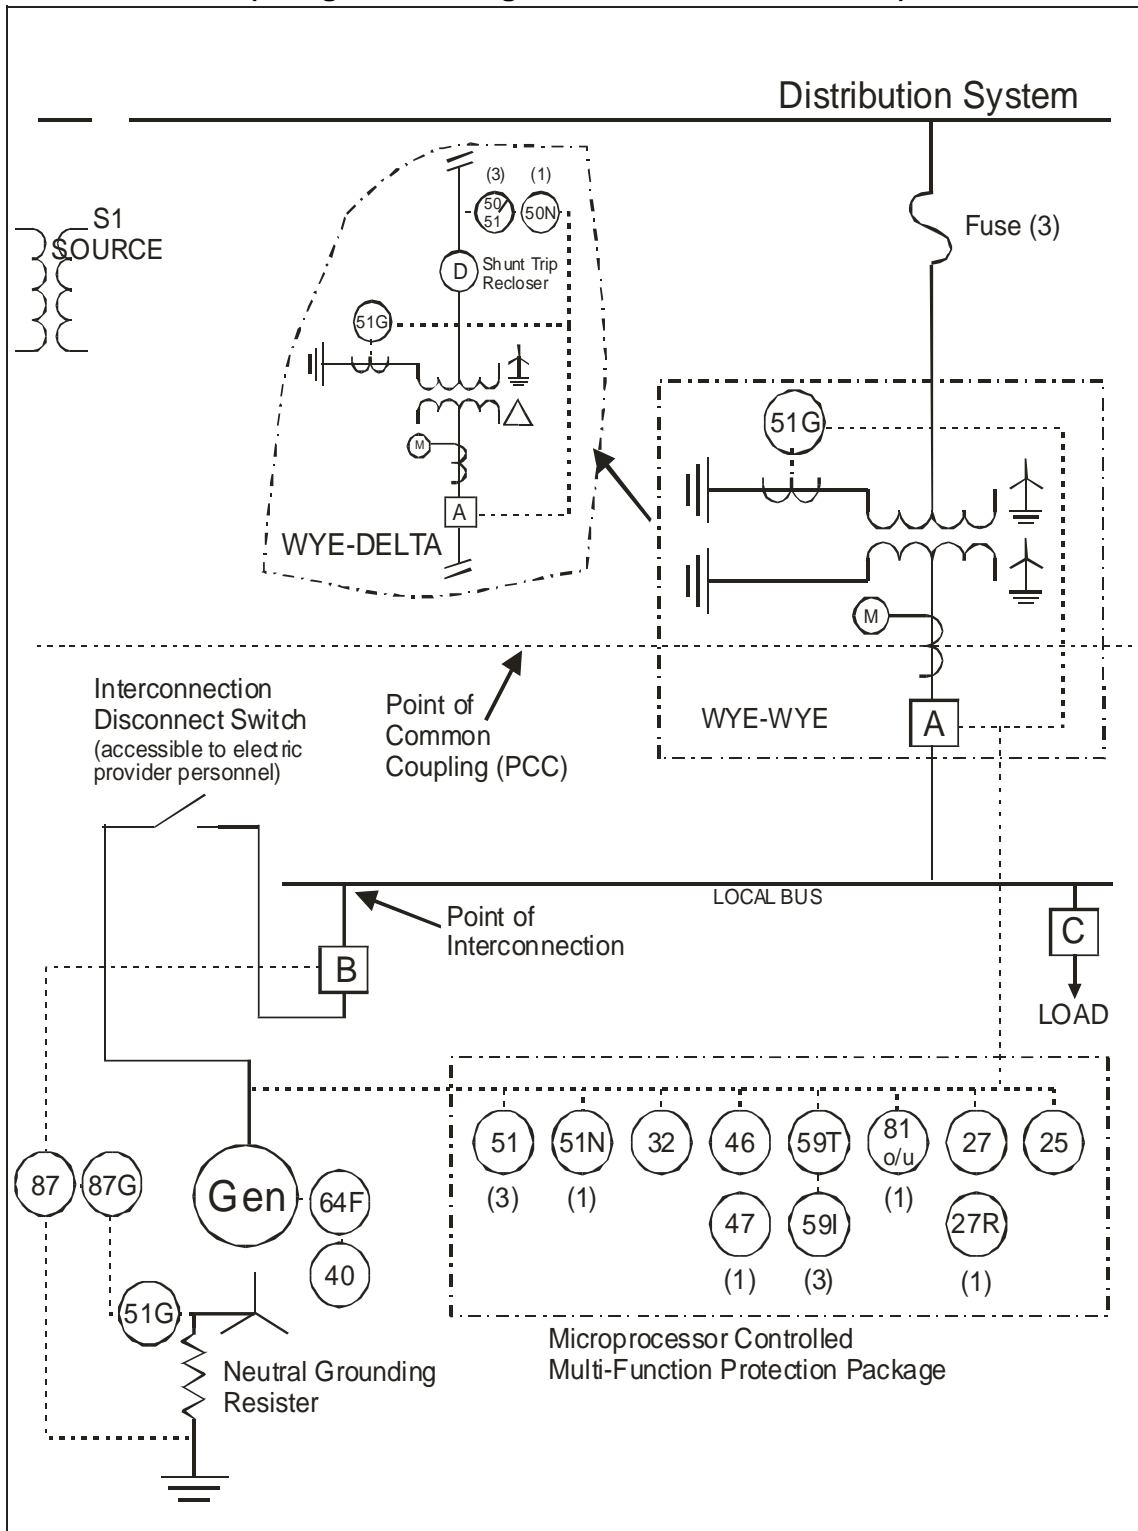 Distribution System
S1
SOURCE
(3)
(1)
50
51
50N
Fuse (3)
D
Shunt Trip
Recloser
51G
51G
M
A
WYE-DELTA
M
WYE-WYE
A
Interconnection
Disconnect Switch
(accessible to electric
provider personnel)
Point of
Common
Coupling (PCC)
LOCAL BUS
Point of
Interconnection
B
C
LOAD
51
51N
32
46
59T
81
o/u
27
25
(3)
(1)
(1)
47
59I
27R
(1)
(3)
(1)
87
87G
Gen
64F
40
51G
Microprocessor Controlled
Multi-Function Protection Package
Neutral Grounding
Resister